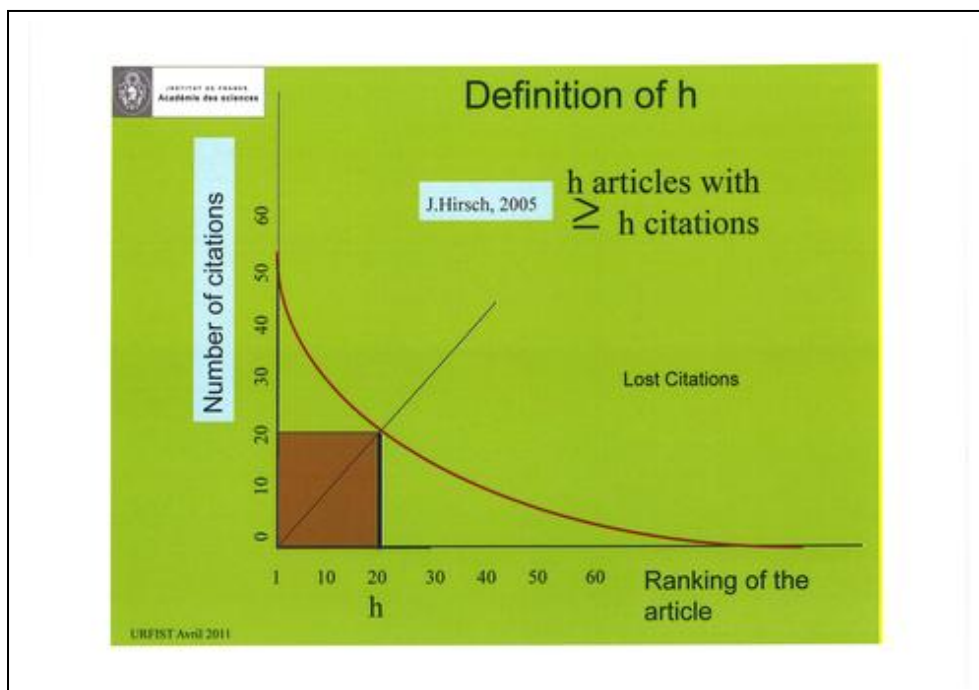 INSTITUT DE FRANCE
Académie des sciences
Definition of h
J.Hirsch, 2005
h articles with
≥ h citations
Number of citations
60
50
40
30
20
10
0
Lost Citations
1 10 20 30 40 50 60
h
Ranking of the
article
URFIST Avril 2011